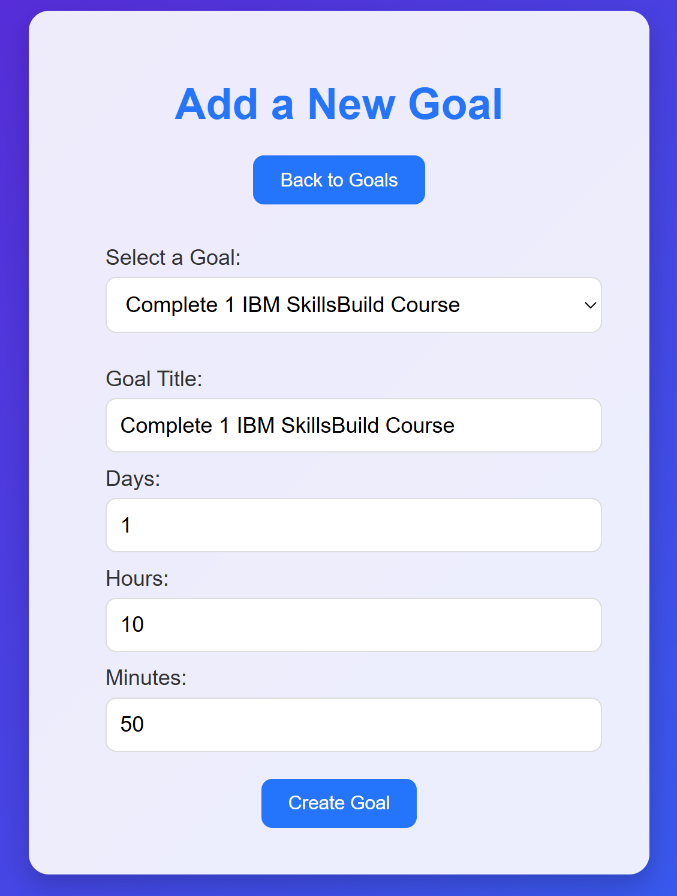 Add a New Goal
Back to Goals
Select a Goal:
Complete 1 IBM SkillsBuild Course
Goal Title:
Complete 1 IBM SkillsBuild Course
Days:
1
Hours:
10
Minutes:
50
Create Goal